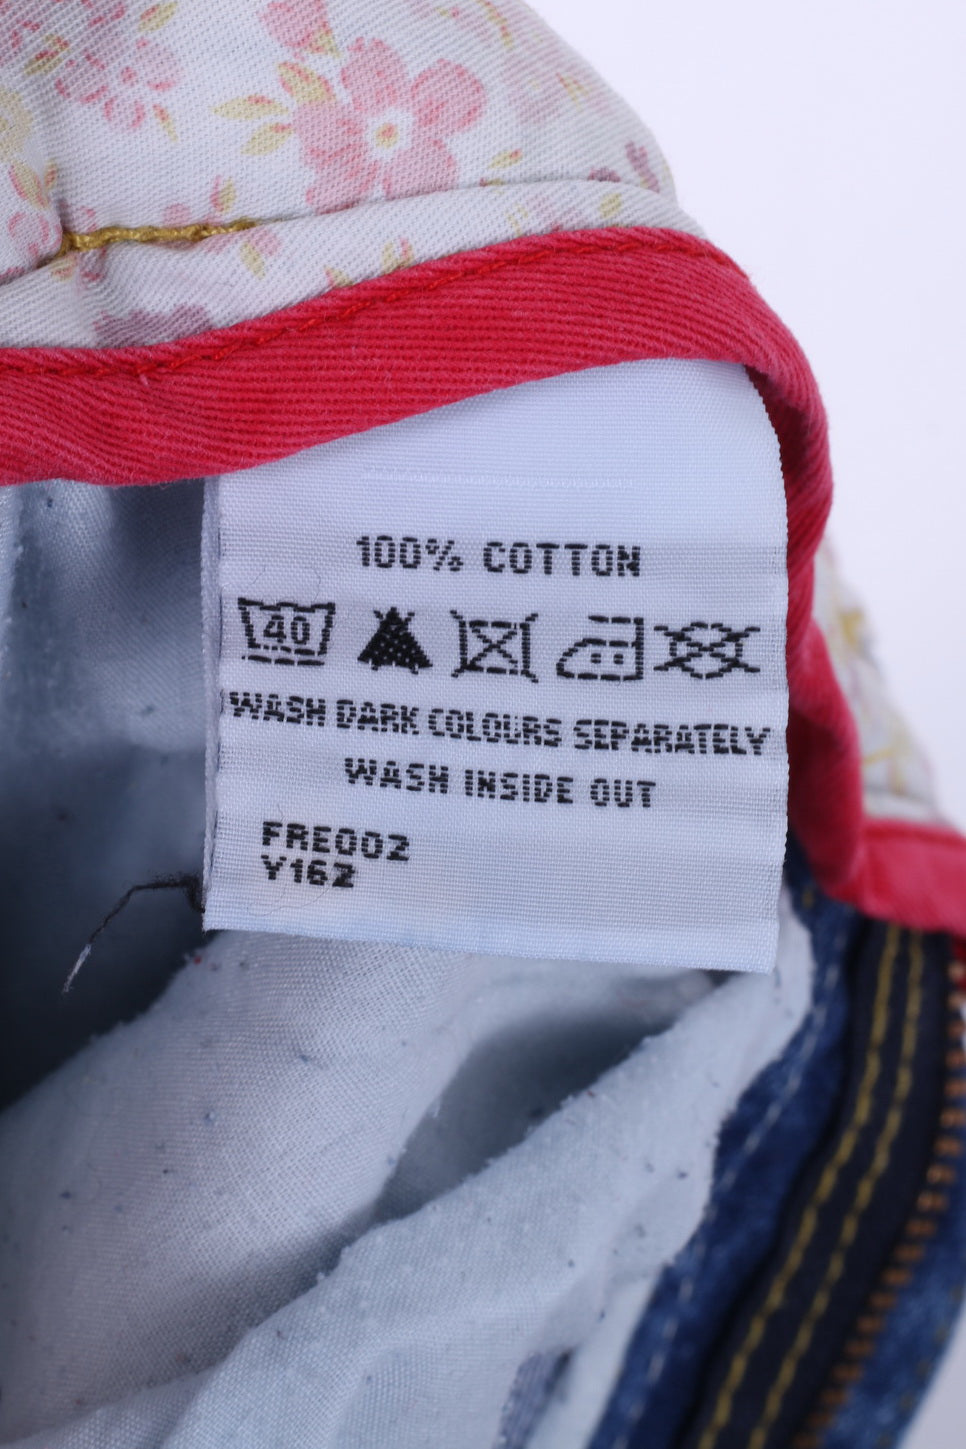 100% COTTON
40
WASH DARK COLOURS SEPARATELY
WASH INSIDE OUT
FRE002
Y162